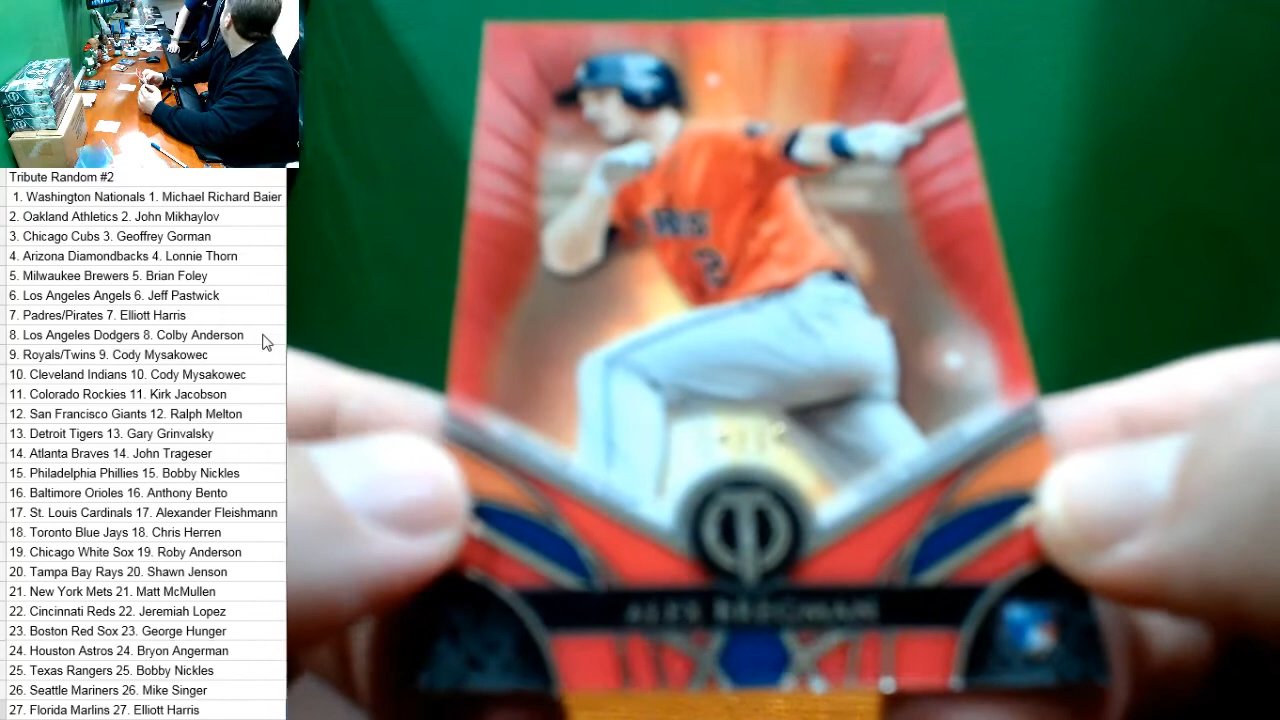 Tribute Random #2
1. Washington Nationals 1. Michael Richard Baier
2. Oakland Athletics 2. John Mikhaylov
3. Chicago Cubs 3. Geoffrey Gorman
4. Arizona Diamondbacks 4. Lonnie Thorn
5. Milwaukee Brewers 5. Brian Foley
6. Los Angeles Angels 6. Jeff Pastwick
7. Padres/Pirates 7. Elliott Harris
8. Los Angeles Dodgers 8. Colby Anderson
9. Royals/Twins 9. Cody Mysakowec
10. Cleveland Indians 10. Cody Mysakowec
11. Colorado Rockies 11. Kirk Jacobson
12. San Francisco Giants 12. Ralph Melton
13. Detroit Tigers 13. Gary Grinvalsky
14. Atlanta Braves 14. John Trageser
15. Philadelphia Phillies 15. Bobby Nickles
16. Baltimore Orioles 16. Anthony Bento
17. St. Louis Cardinals 17. Alexander Fleishmann
18. Toronto Blue Jays 18. Chris Herren
19. Chicago White Sox 19. Roby Anderson
20. Tampa Bay Rays 20. Shawn Jenson
21. New York Mets 21. Matt McMullen
22. Cincinnati Reds 22. Jeremiah Lopez
23. Boston Red Sox 23. George Hunger
24. Houston Astros 24. Bryon Angerman
25. Texas Rangers 25. Bobby Nickles
26. Seattle Mariners 26. Mike Singer
27. Florida Marlins 27. Elliott Harris
2
ALEX BREGMAN